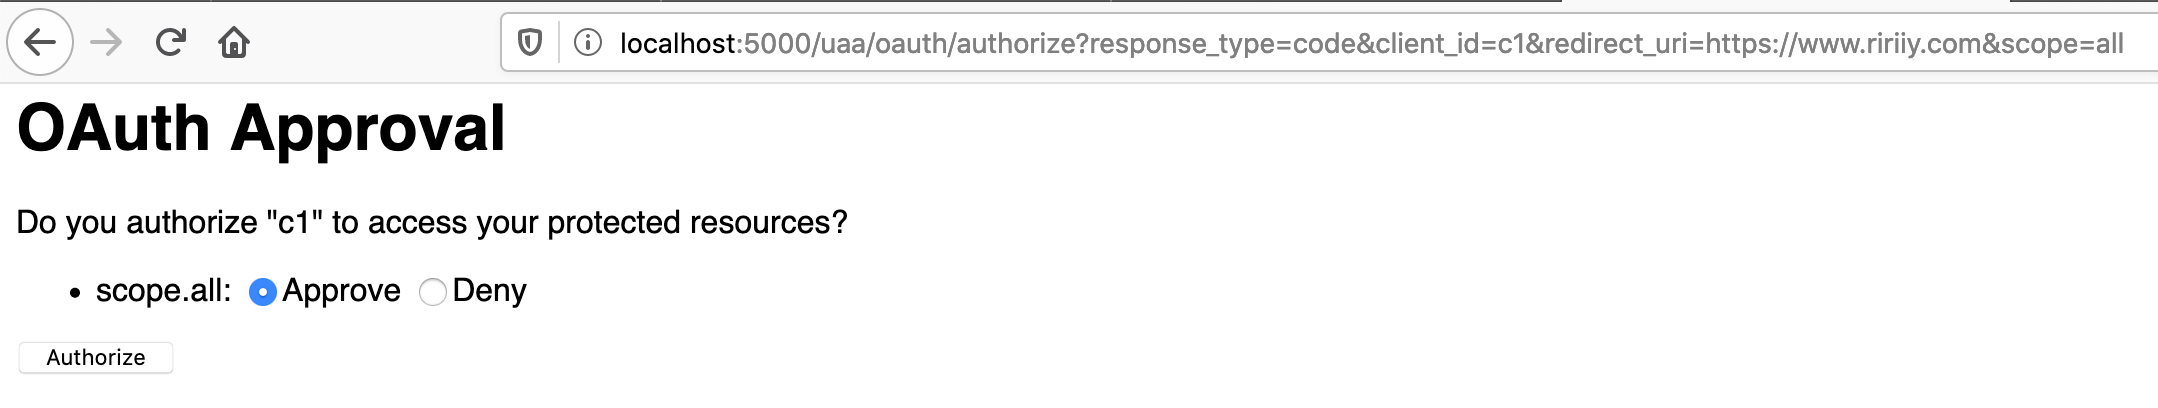 localhost:5000/uaa/oauth/authorize?response_type=code&client_id=c1&redirect_uri=https://www.ririiy.com&scope=all
OAuth Approval
Do you authorize "c1" to access your protected resources?
• scope.all: Approve Deny
Authorize